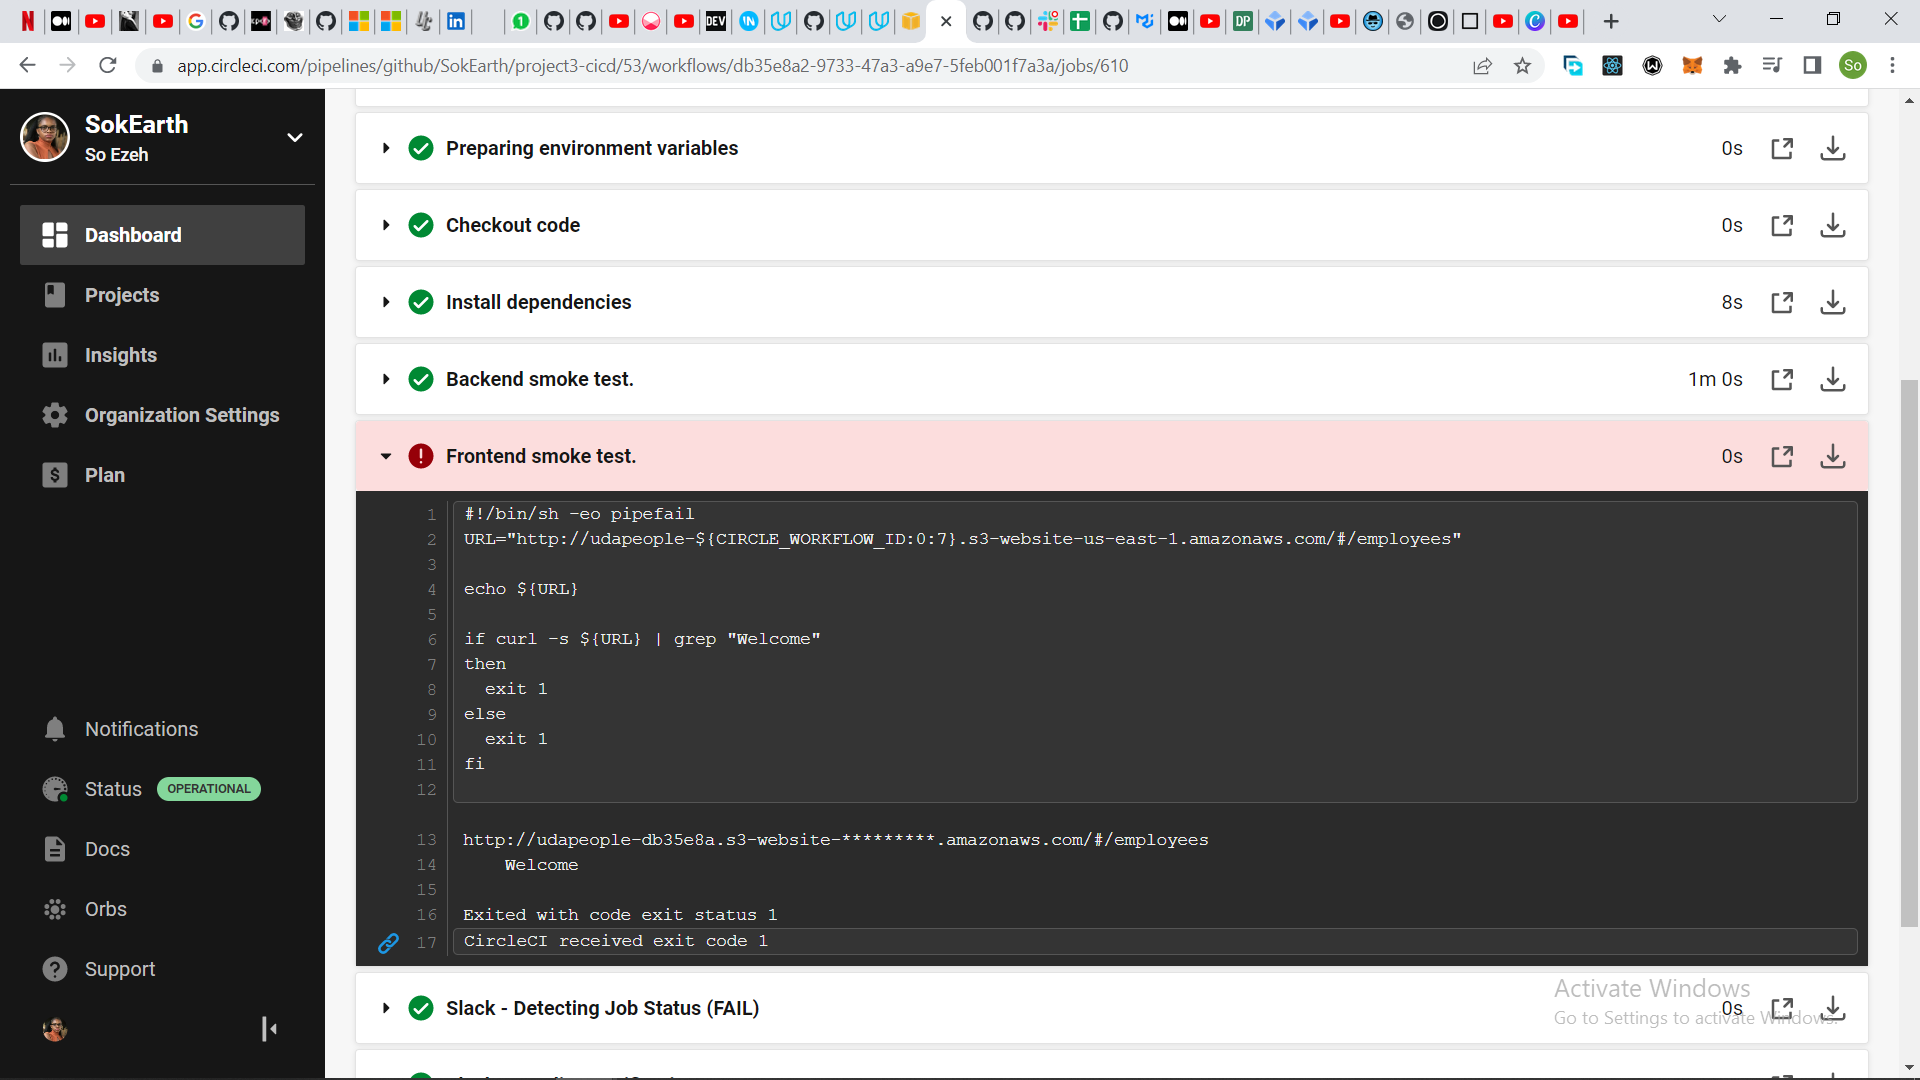 DEV
IN
DP
app.circleci.com/pipelines/github/SokEarth/project3-cicd/53/workflows/db35e8a2-9733-47a3-a9e7-5feb001f7a3a/jobs/610
So
SokEarth
So Ezeh
Dashboard
Projects
Insights
Organization Settings
Plan
Notifications
Status OPERATIONAL
Docs
Orbs
Support
Preparing environment variables 0s
Checkout code 0s
Install dependencies 8s
Backend smoke test. 1m 0s
Frontend smoke test. 0s
1 #!/bin/sh -eo pipefail
2 URL="http://udapeople-${CIRCLE_WORKFLOW_ID:0:7}.s3-website-us-east-1.amazonaws.com/#/employees"
3
4 echo ${URL}
5
6 if curl -s ${URL} | grep "Welcome"
7 then
8   exit 1
9 else
10   exit 1
11 fi
12
13 http://udapeople-db35e8a.s3-website-*********.amazonaws.com/#/employees
14     Welcome
15
16 Exited with code exit status 1
17 CircleCI received exit code 1
Slack - Detecting Job Status (FAIL) 0s
Activate Windows
Go to Settings to activate Windows.